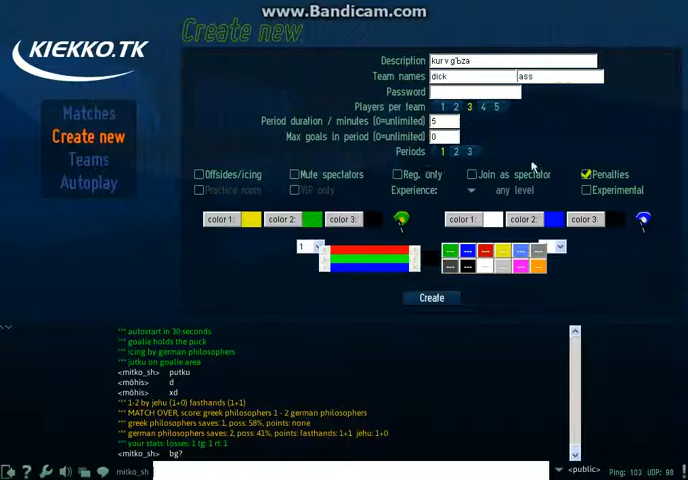 www.Bandicam.com
Create new
KIEKKO.TK
Matches
Create new
Teams
Autoplay
Description
Team names dick ass
Password
Players per team 1 2 3 4 5
Period duration / minutes (0=unlimited) 5
Max goals in period (0=unlimited) 0
Periods 1 2 3
Offsides/icing Mute spectators Reg. only Join as spectator Penalties
Practice room VIP only Experience: any level Experimental
color 1: color 2: color 3: color 1: color 2: color 3:
1
Create
*** autostart in 30 seconds
*** goalie holds the puck
*** icing by german philosophers
*** jutku on goalie area
<mitko_sh> putku
<möhis> d
<möhis> xd
*** 1-2 by jehu (1+0) fasthands (1+1)
*** MATCH OVER, score: greek philosophers 1 - 2 german philosophers
*** greek philosophers saves: 1, poss: 58%, points: none
*** german philosophers saves: 2, poss: 41%, points: fasthands: 1+1 jehu: 1+0
*** your stats: losses: 1 tg: 1 rt: 1
<mitko_sh> bg?
mitko_sh <public> Ping: 103 UDP: 98